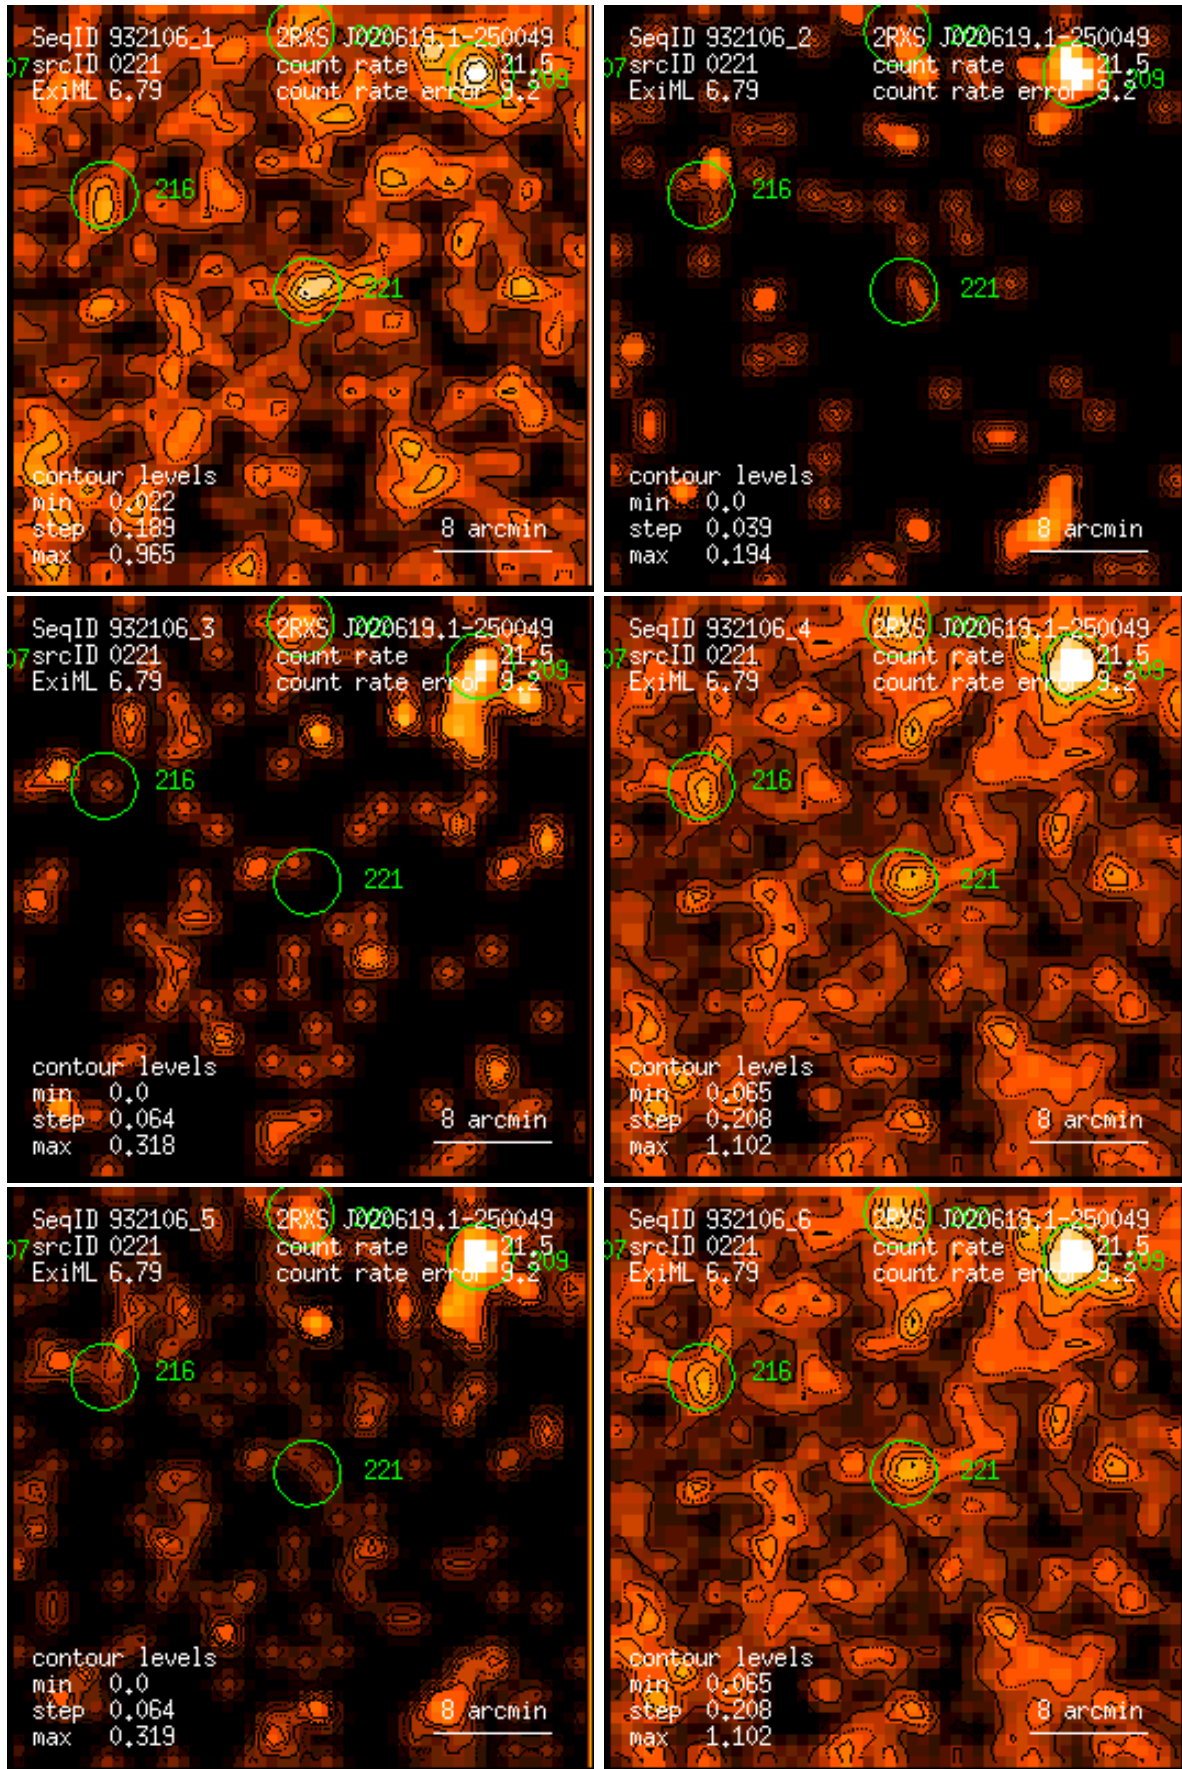 SeqID 932106_1 2RXS J020619.1-250049
07 srcID 0221 count rate 21.5 209
ExiML 6.79 count rate error 9.2
216
221
contour levels
min 0.022
step 0.189 8 arcmin
max 0.965
SeqID 932106_2 2RXS J020619.1-250049
07 srcID 0221 count rate 21.5 209
ExiML 6.79 count rate error 9.2
216
221
contour levels
min 0.0
step 0.039 8 arcmin
max 0.194
SeqID 932106_3 2RXS J020619.1-250049
07 srcID 0221 count rate 21.5 209
ExiML 6.79 count rate error 9.2
216
221
contour levels
min 0.0
step 0.064 8 arcmin
max 0.318
SeqID 932106_4 2RXS J020619.1-250049
07 srcID 0221 count rate 21.5 209
ExiML 6.79 count rate error 9.2
216
221
contour levels
min 0.065
step 0.208 8 arcmin
max 1.102
SeqID 932106_5 2RXS J020619.1-250049
07 srcID 0221 count rate 21.5 209
ExiML 6.79 count rate error 9.2
216
221
contour levels
min 0.0
step 0.064 8 arcmin
max 0.319
SeqID 932106_6 2RXS J020619.1-250049
07 srcID 0221 count rate 21.5 209
ExiML 6.79 count rate error 9.2
216
221
contour levels
min 0.065
step 0.208 8 arcmin
max 1.102